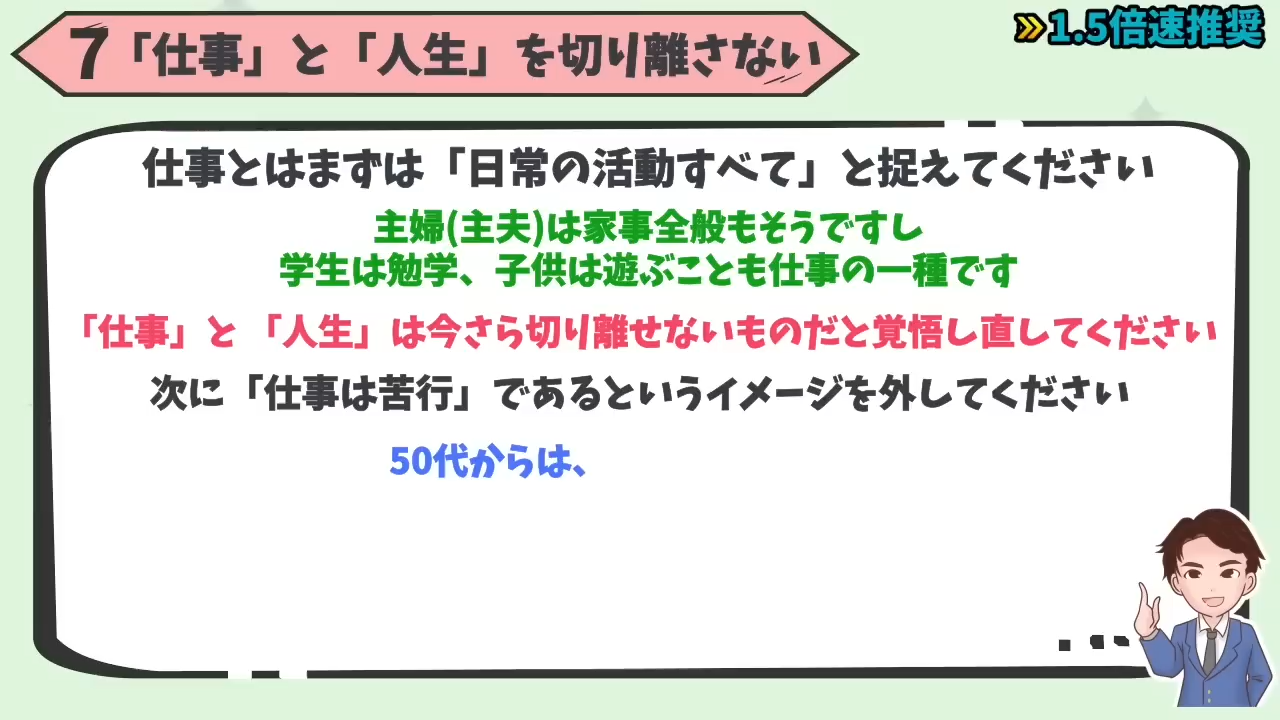 7「仕事」と「人生」を切り離さない
1.5倍速推奨
仕事とはまずは「日常の活動すべて」と捉えてください
主婦(主夫)は家事全般もそうですし
学生は勉学、子供は遊ぶことも仕事の一種です
「仕事」と 「人生」は今さら切り離せないものだと覚悟し直してください
次に「仕事は苦行」であるというイメージを外してください
50代からは、